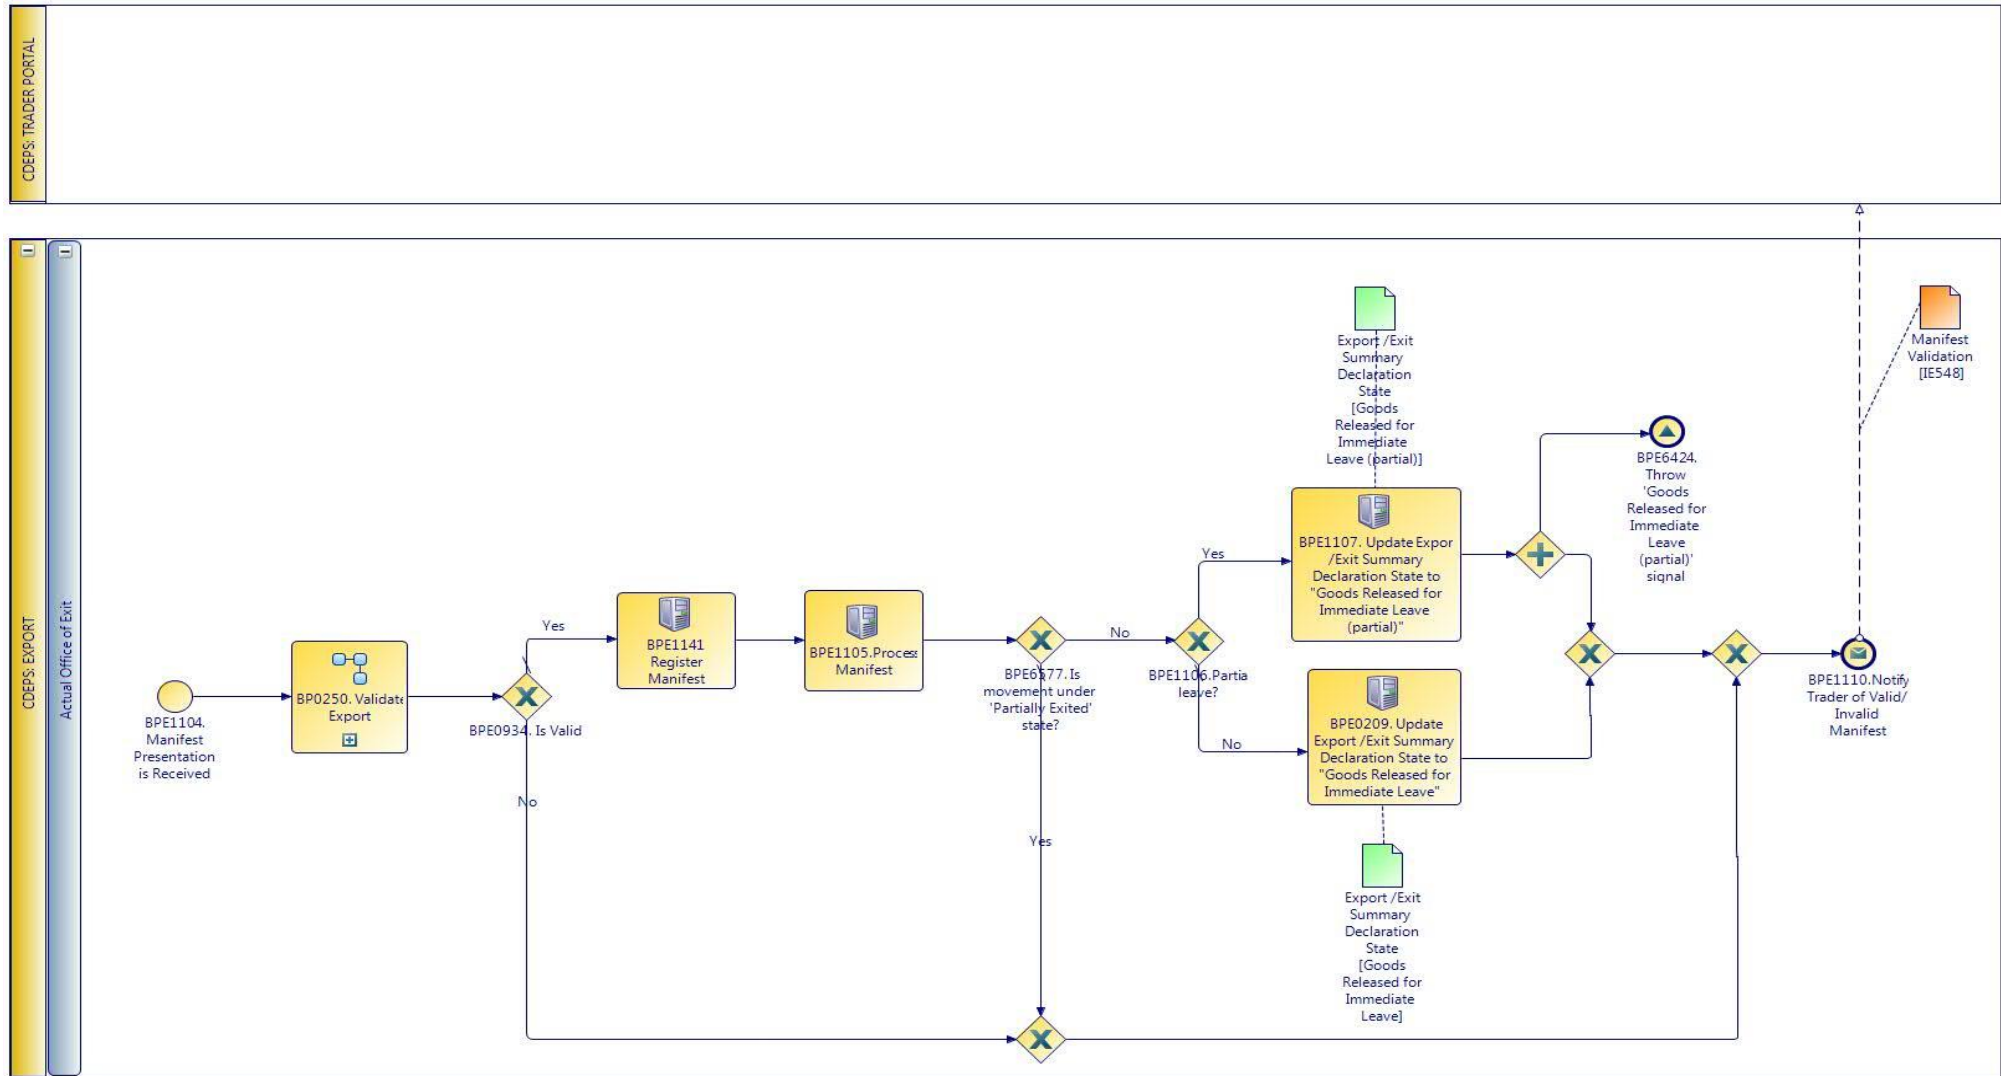 CDEPS: TRADER PORTAL
CDEPS: EXPORT
Actual Office of Exit
BPE1104.
Manifest
Presentation
is Received
BP0250. Validate
Export
BPE0934. Is Valid
Yes
No
BPE1141
Register
Manifest
BPE1105.Process
Manifest
BPE6577. Is
movement under
'Partially Exited'
state?
No
Yes
BPE1106.Partia
leave?
Yes
No
Export /Exit
Summary
Declaration
State
[Goods
Released for
Immediate
Leave (partial)]
BPE1107. Update Expor
/Exit Summary
Declaration State to
"Goods Released for
Immediate Leave
(partial)"
BPE0209. Update
Export /Exit Summary
Declaration State to
"Goods Released for
Immediate Leave"
Export /Exit
Summary
Declaration
State
[Goods
Released for
Immediate
Leave]
BPE6424.
Throw
'Goods
Released for
Immediate
Leave
(partial)'
signal
BPE1110.Notify
Trader of Valid/
Invalid
Manifest
Manifest
Validation
[IE548]